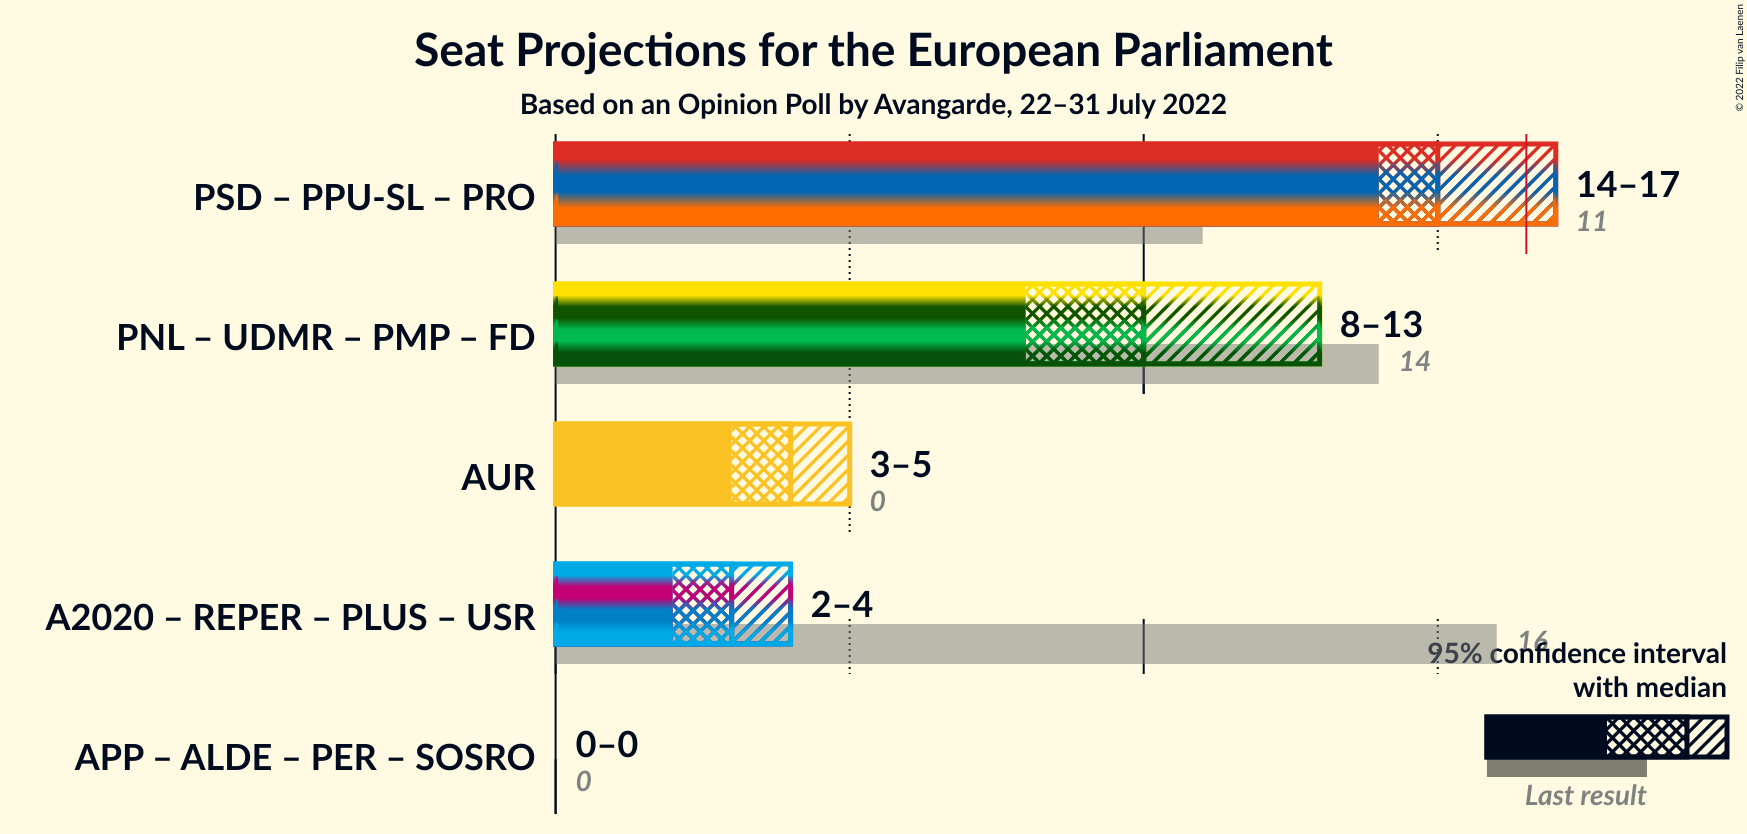 Seat Projections for the European Parliament
Based on an Opinion Poll by Avangarde, 22–31 July 2022
© 2022 Filip van Laenen
PSD – PPU-SL – PRO
14–17
11
PNL – UDMR – PMP – FD
8–13
14
AUR
3–5
0
A2020 – REPER – PLUS – USR
2–4
16
APP – ALDE – PER – SOSRO
0–0
0
95% confidence interval
with median
Last result